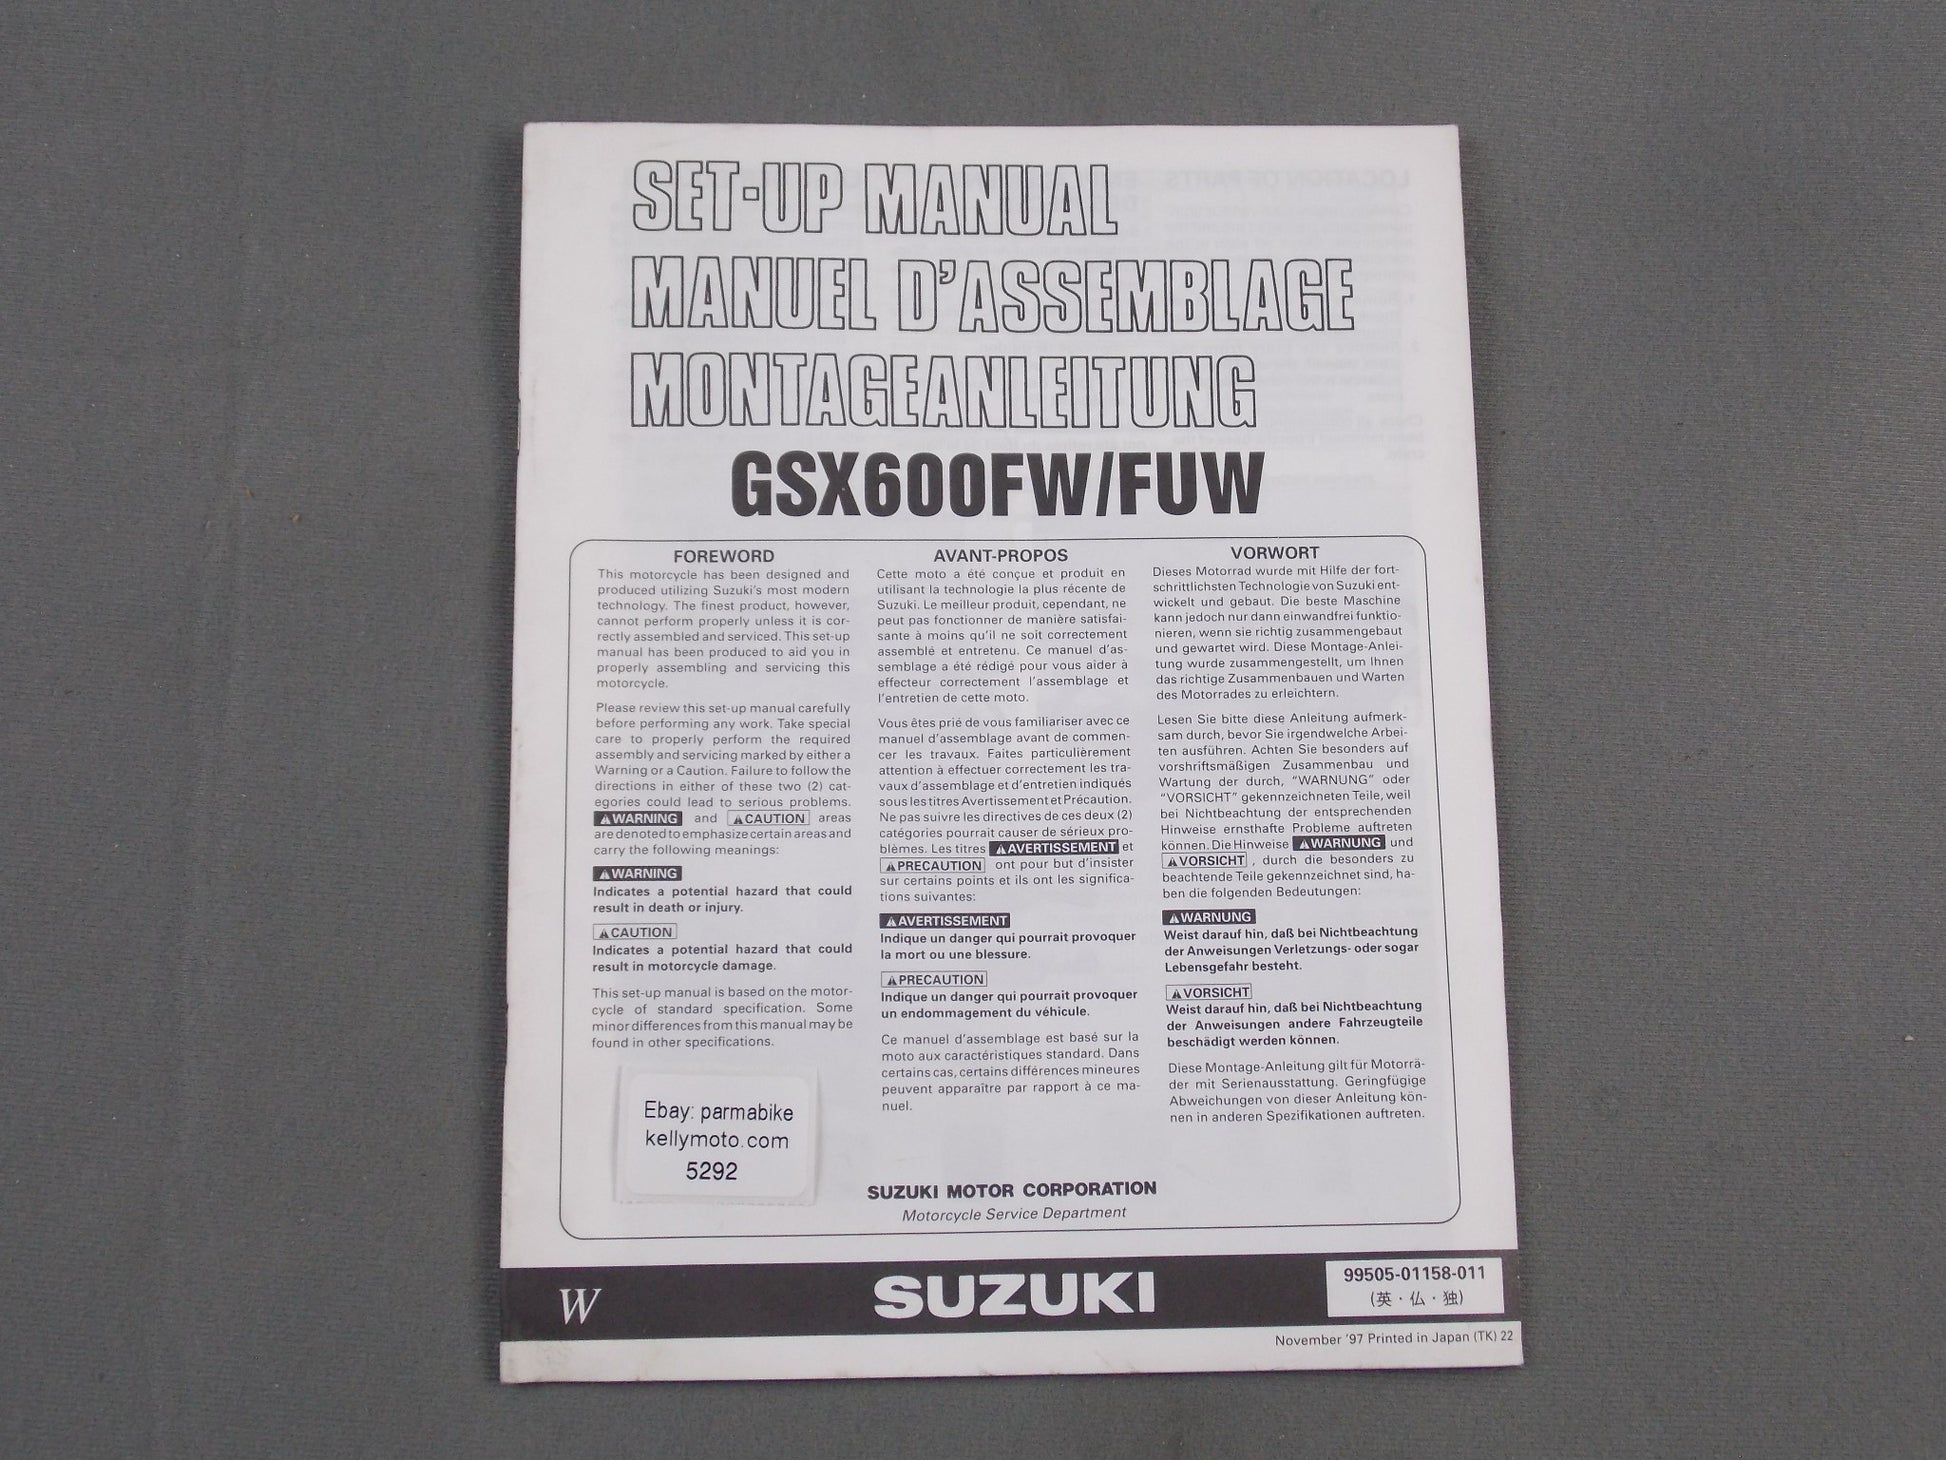 SET-UP MANUAL
MANUEL D'ASSEMBLAGE
MONTAGEANLEITUNG
GSX600FW/FUW
FOREWORD
This motorcycle has been designed and
produced utilizing Suzuki's most modern
technology. The finest product, however,
cannot perform properly unless it is cor-
rectly assembled and serviced. This set-up
manual has been produced to aid you in
properly assembling and servicing this
motorcycle.
Please review this set-up manual carefully
before performing any work. Take special
care to properly perform the required
assembly and servicing marked by either a
Warning or a Caution. Failure to follow the
directions in either of these two (2) cat-
egories could lead to serious problems.
⚠WARNING and ⚠CAUTION areas
are denoted to emphasize certain areas and
carry the following meanings:
⚠WARNING
Indicates a potential hazard that could
result in death or injury.
⚠CAUTION
Indicates a potential hazard that could
result in motorcycle damage.
This set-up manual is based on the motor-
cycle of standard specification. Some
minor differences from this manual may be
found in other specifications.
AVANT-PROPOS
Cette moto a été conçue et produit en
utilisant la technologie la plus récente de
Suzuki. Le meilleur produit, cependant, ne
peut pas fonctionner de manière satisfai-
sante à moins qu'il ne soit correctement
assemblé et entretenu. Ce manuel d'as-
semblage a été rédigé pour vous aider à
effecteur correctement l'assemblage et
l'entretien de cette moto.
Vous êtes prié de vous familiariser avec ce
manuel d'assemblage avant de commen-
cer les travaux. Faites particulièrement
attention à effectuer correctement les tra-
vaux d'assemblage et d'entretien indiqués
sous les titres Avertissement et Précaution.
Ne pas suivre les directives de ces deux (2)
catégories pourrait causer de sérieux pro-
blèmes. Les titres ⚠AVERTISSEMENT et
⚠PRECAUTION ont pour but d'insister
sur certains points et ils ont les significa-
tions suivantes:
⚠AVERTISSEMENT
Indique un danger qui pourrait provoquer
la mort ou une blessure.
⚠PRECAUTION
Indique un danger qui pourrait provoquer
un endommagement du véhicule.
Ce manuel d'assemblage est basé sur la
moto aux caractéristiques standard. Dans
certains cas, certains différences mineures
peuvent apparaître par rapport à ce ma-
nuel.
VORWORT
Dieses Motorrad wurde mit Hilfe der fort-
schrittlichsten Technologie von Suzuki ent-
wickelt und gebaut. Die beste Maschine
kann jedoch nur dann einwandfrei funktio-
nieren, wenn sie richtig zusammengebaut
und gewartet wird. Diese Montage-Anlei-
tung wurde zusammengestellt, um Ihnen
das richtige Zusammenbauen und Warten
des Motorrades zu erleichtern.
Lesen Sie bitte diese Anleitung aufmerk-
sam durch, bevor Sie irgendwelche Arbei-
ten ausführen. Achten Sie besonders auf
vorshriftsmäßigen Zusammenbau und
Wartung der durch, "WARNUNG" oder
"VORSICHT" gekennzeichneten Teile, weil
bei Nichtbeachtung der entsprechenden
Hinweise ernsthafte Probleme auftreten
können. Die Hinweise ⚠WARNUNG und
⚠VORSICHT, durch die besonders zu
beachtende Teile gekennzeichnet sind, ha-
ben die folgenden Bedeutungen:
⚠WARNUNG
Weist darauf hin, daß bei Nichtbeachtung
der Anweisungen Verletzungs- oder sogar
Lebensgefahr besteht.
⚠VORSICHT
Weist darauf hin, daß bei Nichtbeachtung
der Anweisungen andere Fahrzeugteile
beschädigt werden können.
Diese Montage-Anleitung gilt für Motorrä-
der mit Serienausstattung. Geringfügige
Abweichungen von dieser Anleitung kön-
nen in anderen Spezifikationen auftreten.
Ebay: parmabike
kellymoto.com
5292
SUZUKI MOTOR CORPORATION
Motorcycle Service Department
W
SUZUKI
99505-01158-011
(英・仏・独)
November '97 Printed in Japan (TK) 22